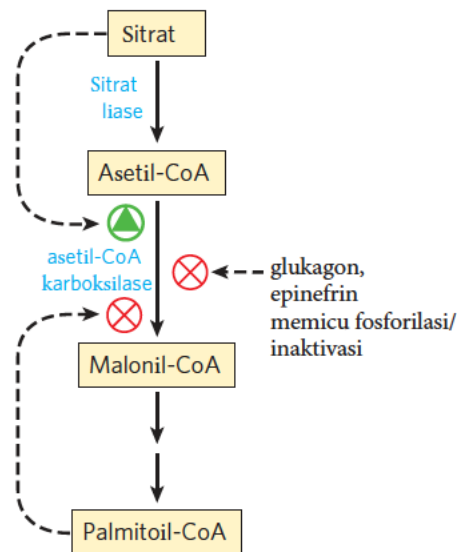 Sitrat
Sitrat
liase
Asetil-CoA
asetil-CoA
karboksilase
glukagon,
epinefrin
memicu fosforilasi/
inaktivasi
Malonil-CoA
Palmitoil-CoA